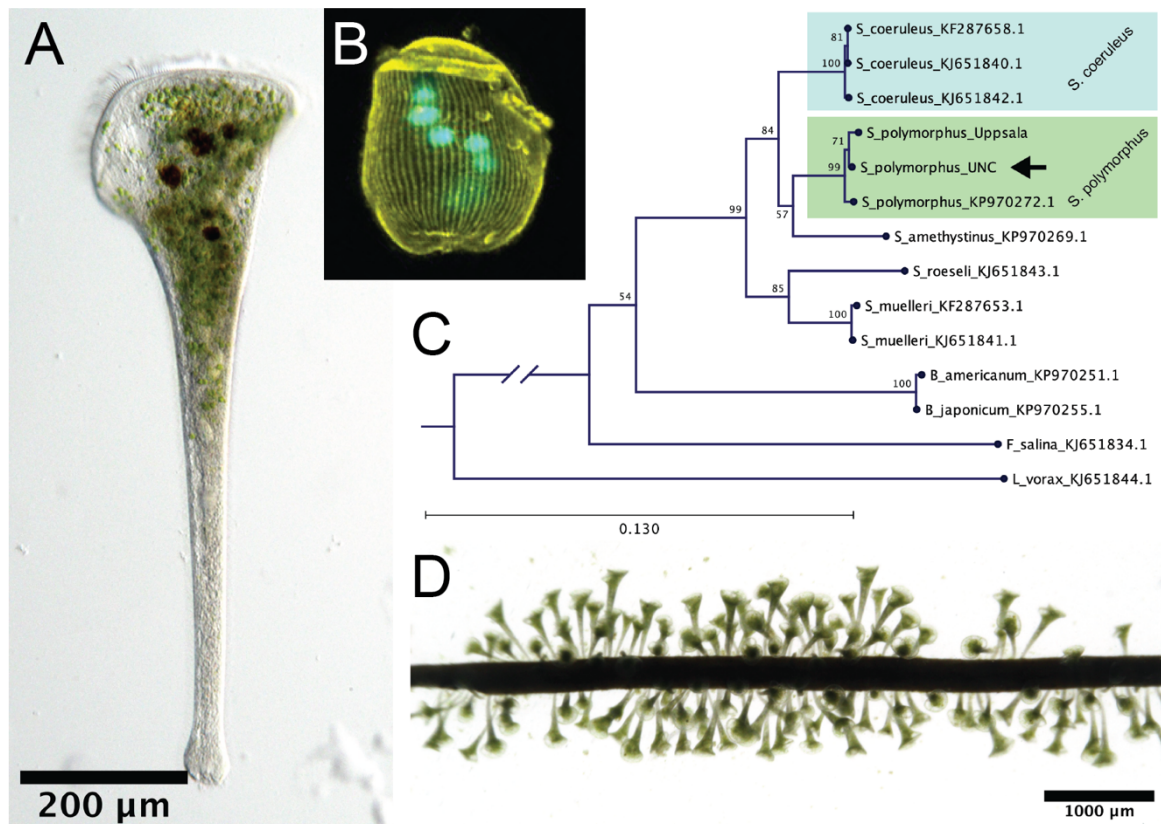 A
200 µm
B
C
81
S_coeruleus_KF287658.1
100
S_coeruleus_KJ651840.1
S_coeruleus_KJ651842.1
S. coeruleus
84
71
S_polymorphus_Uppsala
99
S_polymorphus_UNC
S_polymorphus_KP970272.1
S. polymorphus
57
S_amethystinus_KP970269.1
99
S_roeseli_KJ651843.1
85
S_muelleri_KF287653.1
100
S_muelleri_KJ651841.1
54
B_americanum_KP970251.1
100
B_japonicum_KP970255.1
F_salina_KJ651834.1
L_vorax_KJ651844.1
0.130
D
1000 µm